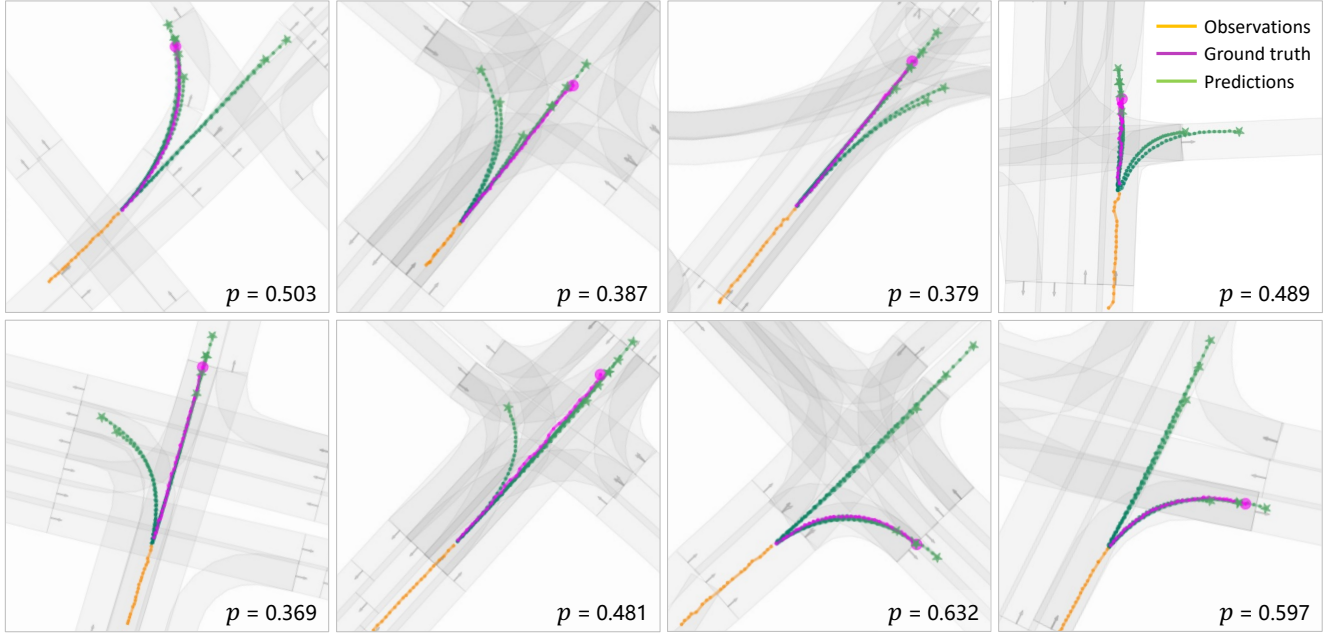 Observations
Ground truth
Predictions
p = 0.503
p = 0.387
p = 0.379
p = 0.489
p = 0.369
p = 0.481
p = 0.632
p = 0.597